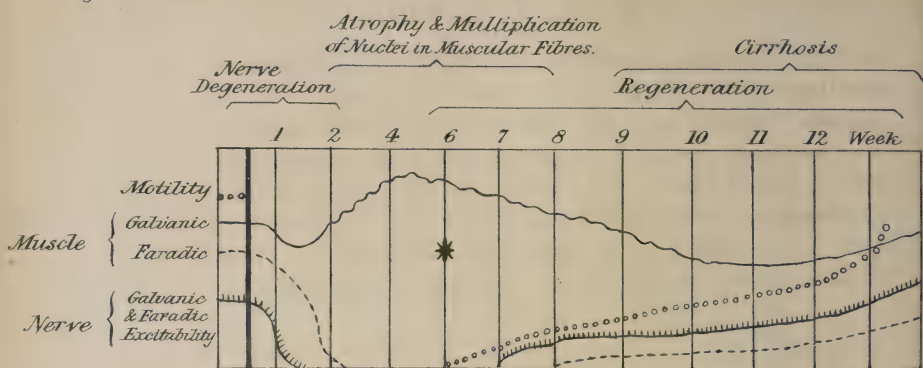 Atrophy & Multiplication
of Nuclei in Muscular Fibres.
Cirrhosis
Nerve
Degeneration
Regeneration
1 2 4 6 7 8 9 10 11 12 Week
Motility
Muscle
Galvanic
Faradic
Nerve
Galvanic
& Faradic
Excitability